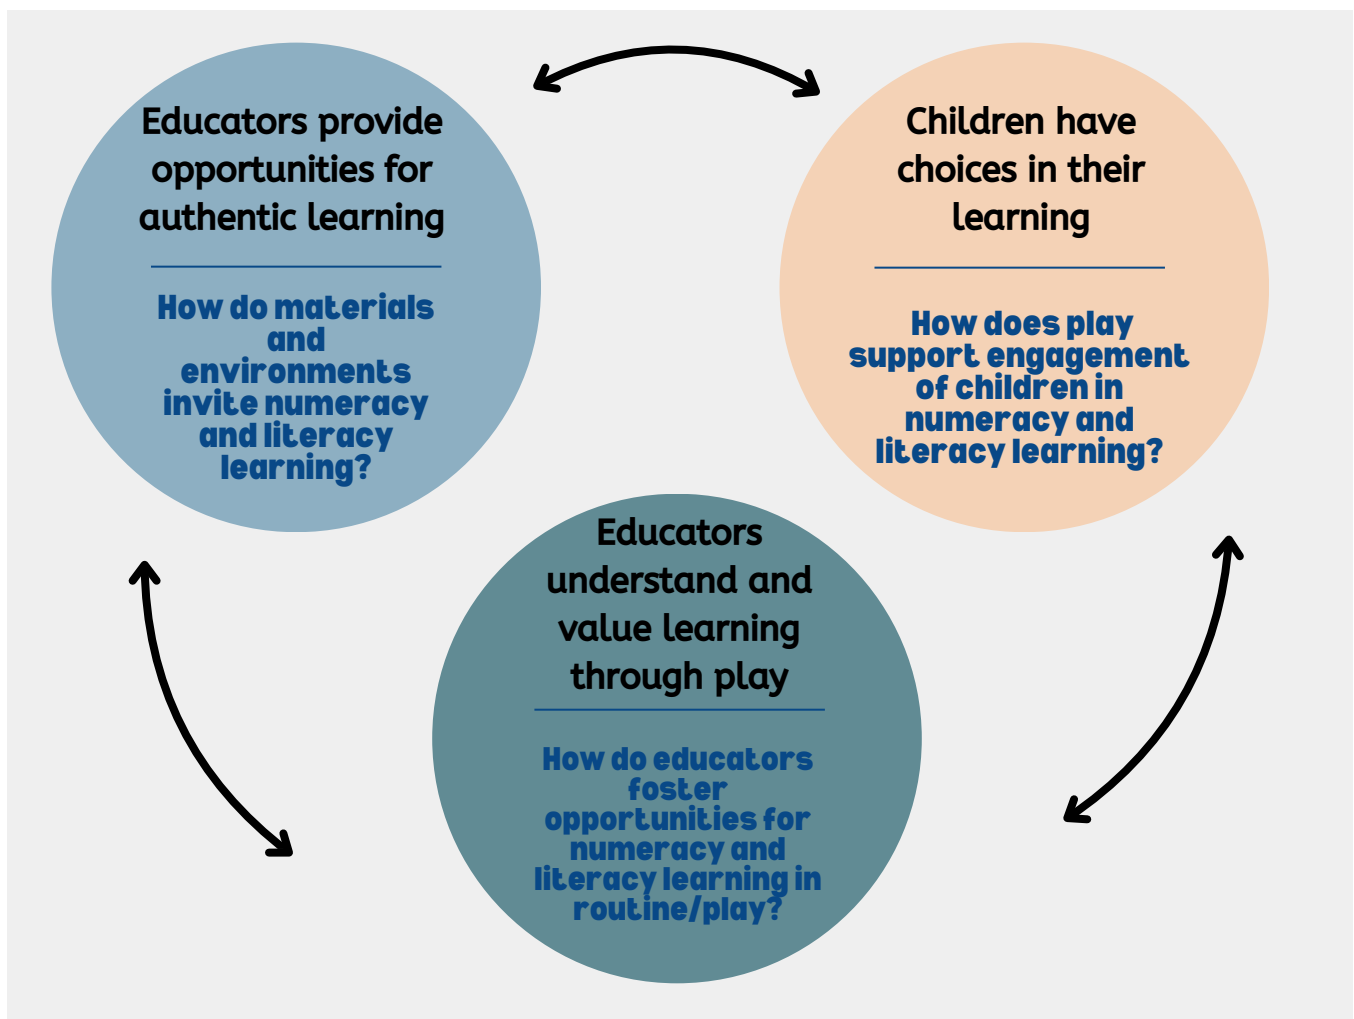 Educators provide
opportunities for
authentic learning
How do materials
and
environments
invite numeracy
and literacy
learning?
Children have
choices in their
learning
How does play
support engagement
of children in
numeracy and
literacy learning?
Educators
understand and
value learning
through play
How do educators
foster
opportunities for
numeracy and
literacy learning in
routine/play?